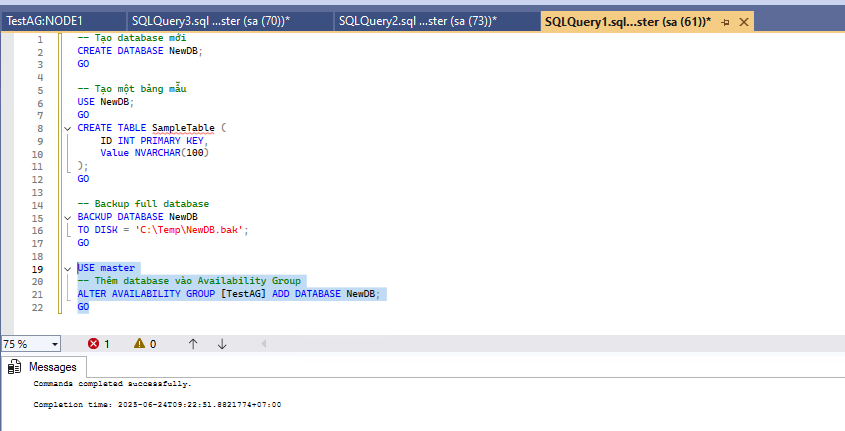 TestAG:NODE1
SQLQuery3.sql ...ster (sa (70))*
SQLQuery2.sql ...ster (sa (73))*
SQLQuery1.sql...ster (sa (61))*
1 -- Tạo database mới
2 CREATE DATABASE NewDB;
3 GO
4
5 -- Tạo một bảng mẫu
6 USE NewDB;
7 GO
8 CREATE TABLE SampleTable (
9 ID INT PRIMARY KEY,
10 Value NVARCHAR(100)
11 );
12 GO
13
14 -- Backup full database
15 BACKUP DATABASE NewDB
16 TO DISK = 'C:\Temp\NewDB.bak';
17 GO
18
19 USE master
20 -- Thêm database vào Availability Group
21 ALTER AVAILABILITY GROUP [TestAG] ADD DATABASE NewDB;
22 GO
75 % 1 0
Messages
Commands completed successfully.
Completion time: 2025-06-24T09:22:51.8821774+07:00